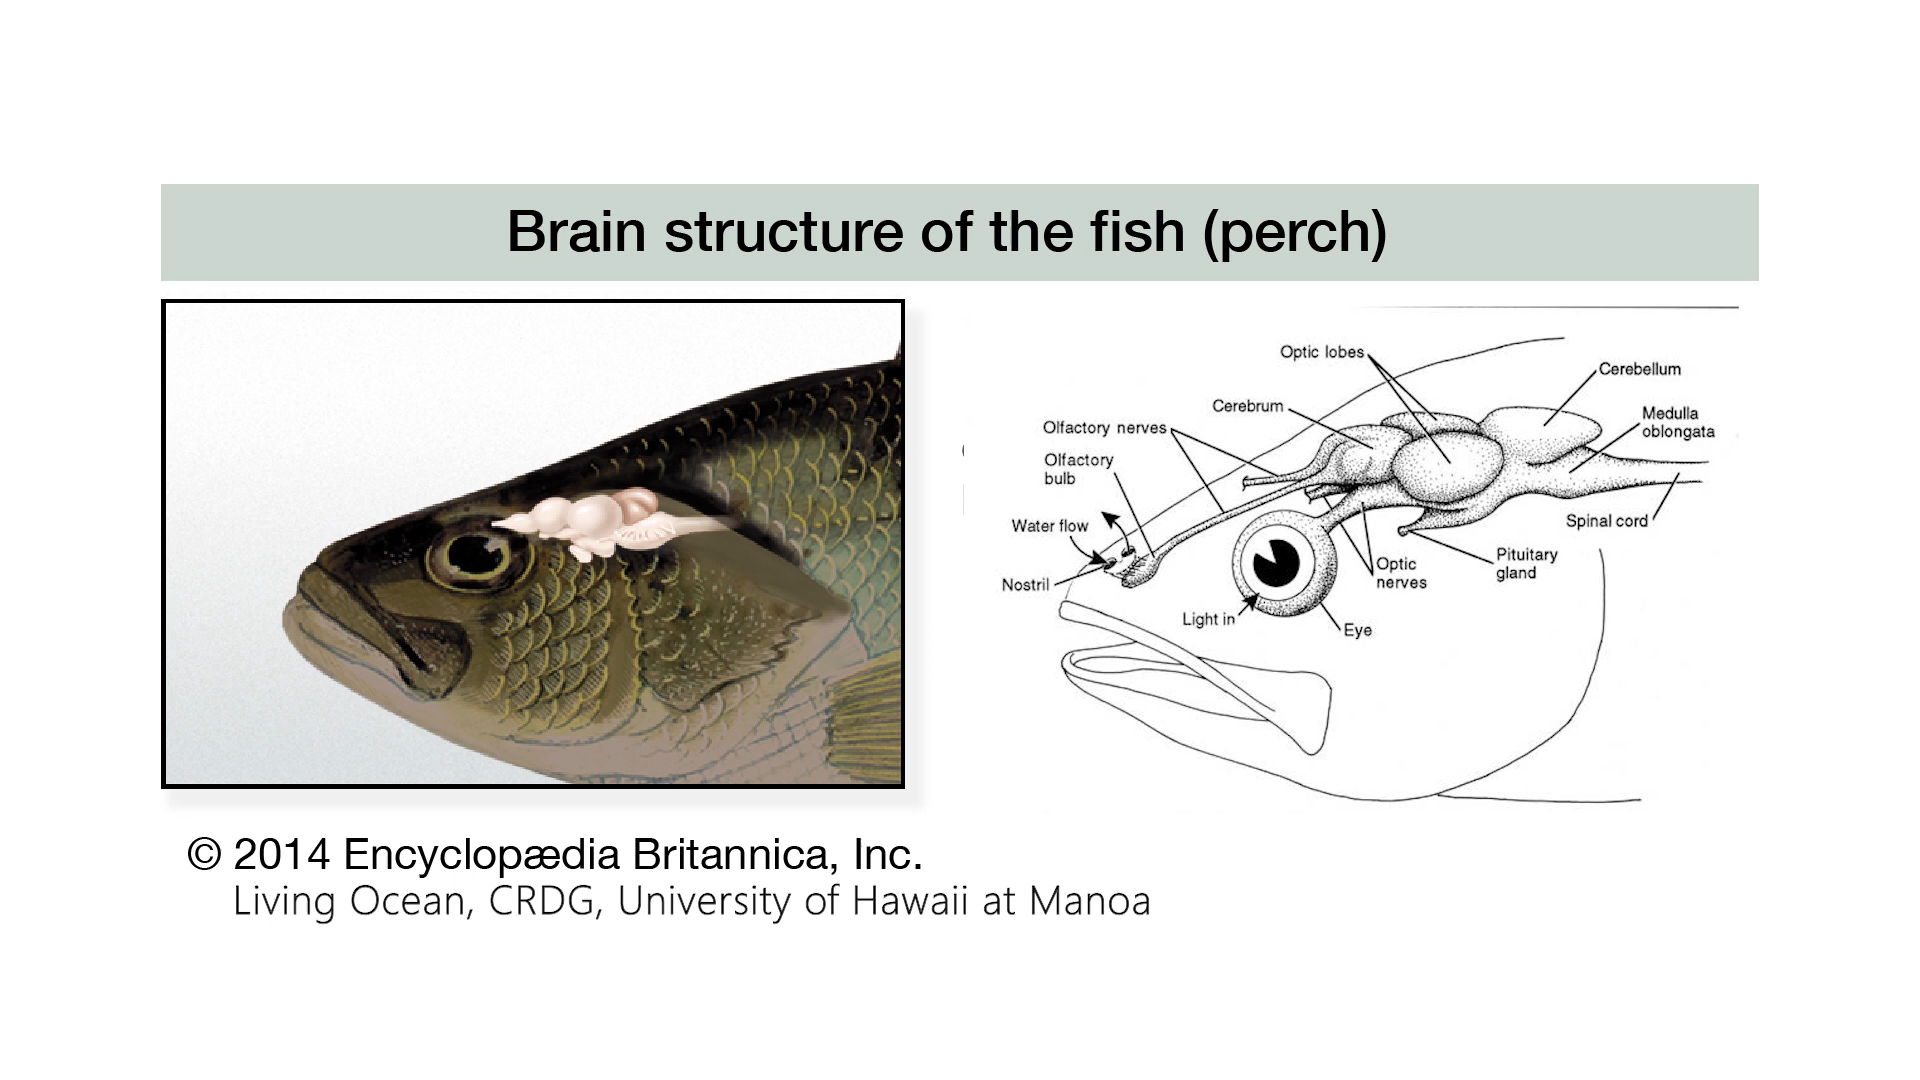 Brain structure of the fish (perch)
Optic lobes
Cerebellum
Cerebrum
Medulla
oblongata
Olfactory nerves
Olfactory
bulb
Water flow
Spinal cord
Pituitary
gland
Optic
nerves
Nostril
Light in
Eye
© 2014 Encyclopædia Britannica, Inc.
Living Ocean, CRDG, University of Hawaii at Manoa